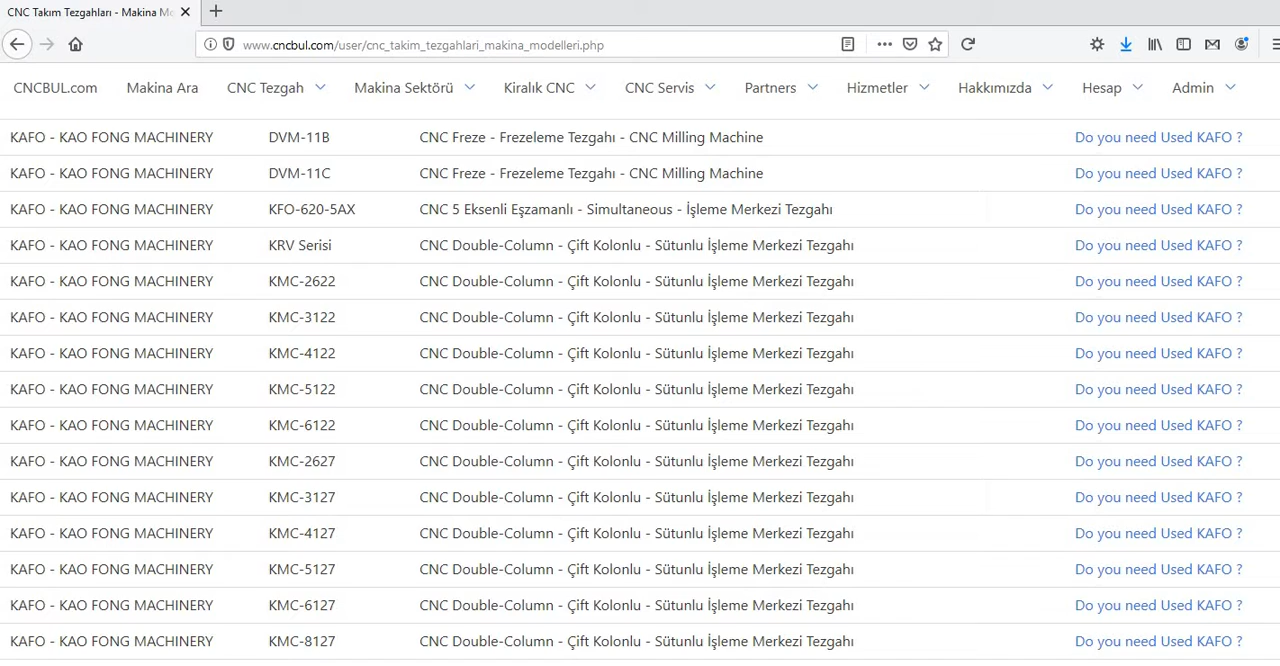 CNC Takım Tezgahları - Makina Mo
www.cncbul.com/user/cnc_takim_tezgahlari_makina_modelleri.php
CNCBUL.com Makina Ara CNC Tezgah Makina Sektörü Kiralık CNC CNC Servis Partners Hizmetler Hakkımızda Hesap Admin
KAFO - KAO FONG MACHINERY DVM-11B CNC Freze - Frezeleme Tezgahı - CNC Milling Machine Do you need Used KAFO ?
KAFO - KAO FONG MACHINERY DVM-11C CNC Freze - Frezeleme Tezgahı - CNC Milling Machine Do you need Used KAFO ?
KAFO - KAO FONG MACHINERY KFO-620-5AX CNC 5 Eksenli Eşzamanlı - Simultaneous - İşleme Merkezi Tezgahı Do you need Used KAFO ?
KAFO - KAO FONG MACHINERY KRV Serisi CNC Double-Column - Çift Kolonlu - Sütunlu İşleme Merkezi Tezgahı Do you need Used KAFO ?
KAFO - KAO FONG MACHINERY KMC-2622 CNC Double-Column - Çift Kolonlu - Sütunlu İşleme Merkezi Tezgahı Do you need Used KAFO ?
KAFO - KAO FONG MACHINERY KMC-3122 CNC Double-Column - Çift Kolonlu - Sütunlu İşleme Merkezi Tezgahı Do you need Used KAFO ?
KAFO - KAO FONG MACHINERY KMC-4122 CNC Double-Column - Çift Kolonlu - Sütunlu İşleme Merkezi Tezgahı Do you need Used KAFO ?
KAFO - KAO FONG MACHINERY KMC-5122 CNC Double-Column - Çift Kolonlu - Sütunlu İşleme Merkezi Tezgahı Do you need Used KAFO ?
KAFO - KAO FONG MACHINERY KMC-6122 CNC Double-Column - Çift Kolonlu - Sütunlu İşleme Merkezi Tezgahı Do you need Used KAFO ?
KAFO - KAO FONG MACHINERY KMC-2627 CNC Double-Column - Çift Kolonlu - Sütunlu İşleme Merkezi Tezgahı Do you need Used KAFO ?
KAFO - KAO FONG MACHINERY KMC-3127 CNC Double-Column - Çift Kolonlu - Sütunlu İşleme Merkezi Tezgahı Do you need Used KAFO ?
KAFO - KAO FONG MACHINERY KMC-4127 CNC Double-Column - Çift Kolonlu - Sütunlu İşleme Merkezi Tezgahı Do you need Used KAFO ?
KAFO - KAO FONG MACHINERY KMC-5127 CNC Double-Column - Çift Kolonlu - Sütunlu İşleme Merkezi Tezgahı Do you need Used KAFO ?
KAFO - KAO FONG MACHINERY KMC-6127 CNC Double-Column - Çift Kolonlu - Sütunlu İşleme Merkezi Tezgahı Do you need Used KAFO ?
KAFO - KAO FONG MACHINERY KMC-8127 CNC Double-Column - Çift Kolonlu - Sütunlu İşleme Merkezi Tezgahı Do you need Used KAFO ?